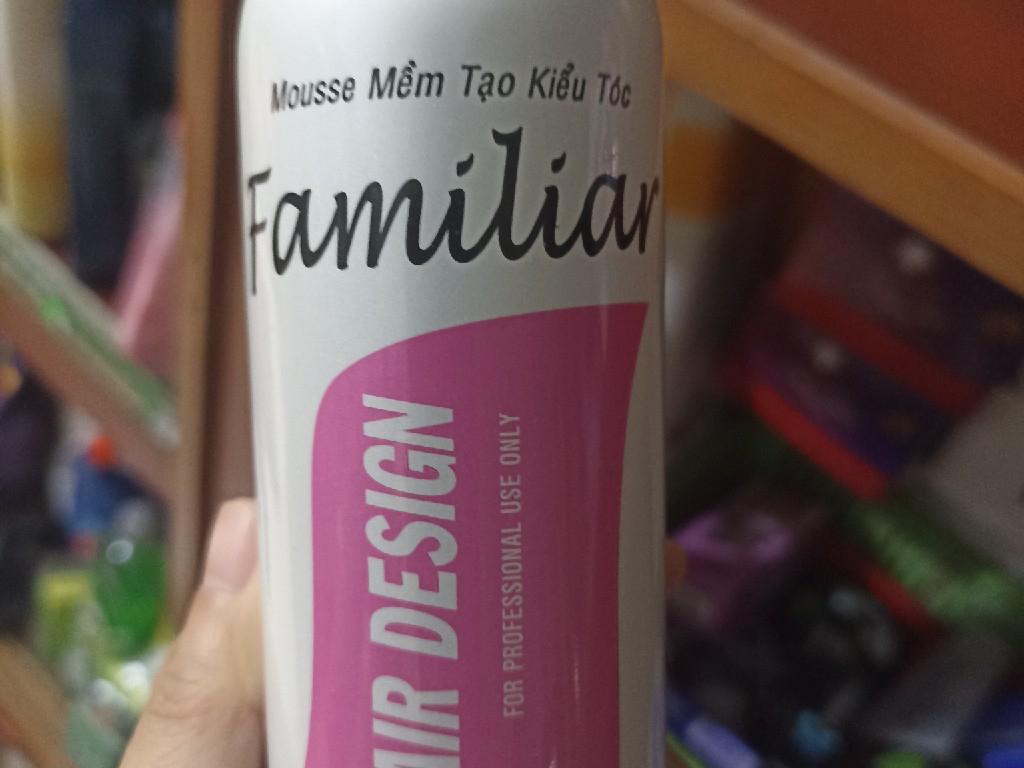 Mousse Mềm Tạo Kiểu Tóc
Familiar
AIR DESIGN
FOR PROFESSIONAL USE ONLY